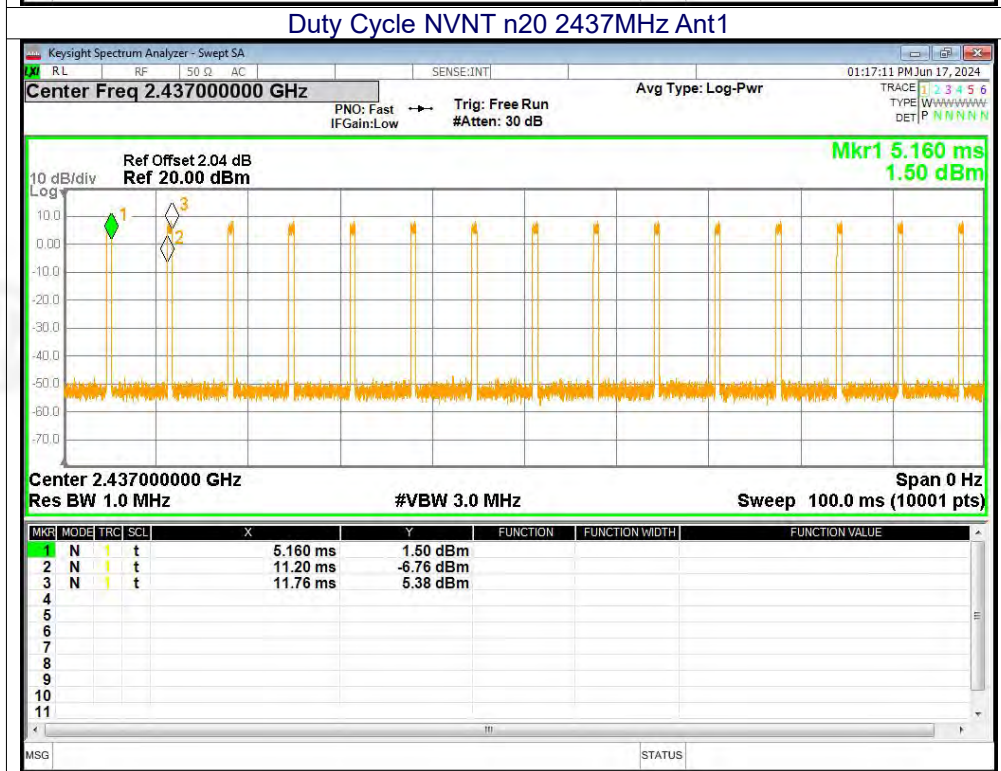 Duty Cycle NVNT n20 2437MHz Ant1
Keysight Spectrum Analyzer - Swept SA
LXI RL RF 50 Ω AC SENSE:INT 01:17:11 PM Jun 17, 2024
Center Freq 2.437000000 GHz Avg Type: Log-Pwr TRACE 1 2 3 4 5 6
PNO: Fast Trig: Free Run TYPE WWWWWW
IFGain:Low #Atten: 30 dB DET P N N N N N
Mkr1 5.160 ms
Ref Offset 2.04 dB
10 dB/div Ref 20.00 dBm 1.50 dBm
Log
10.0
0.00
-10.0
-20.0
-30.0
-40.0
-50.0
-60.0
-70.0
1
3
2
Center 2.437000000 GHz Span 0 Hz
Res BW 1.0 MHz #VBW 3.0 MHz Sweep 100.0 ms (10001 pts)
MKR MODE TRC SCL X Y FUNCTION FUNCTION WIDTH FUNCTION VALUE
1 N 1 t 5.160 ms 1.50 dBm
2 N 1 t 11.20 ms -6.76 dBm
3 N 1 t 11.76 ms 5.38 dBm
4
5
6
7
8
9
10
11
MSG STATUS